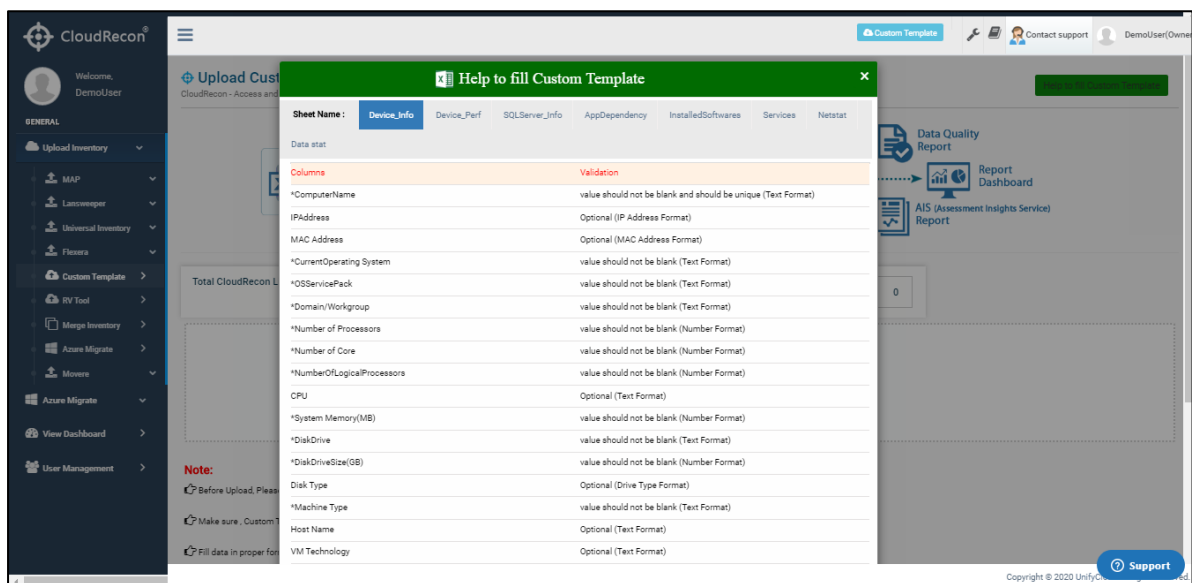 CloudRecon®
Custom Template
Contact support
DemoUser(Owner
Welcome,
DemoUser
GENERAL
Upload Inventory
MAP
Lansweeper
Universal Inventory
Flexera
Custom Template
RV Tool
Merge Inventory
Azure Migrate
Movere
Azure Migrate
View Dashboard
User Management
Upload Cust
CloudRecon - Access and
Help to fill Custom Template
Help to fill Custom Template
×
Sheet Name :
Device_Info
Device_Perf
SQLServer_Info
AppDependency
InstalledSoftwares
Services
Netstat
Data stat
Columns Validation
*ComputerName value should not be blank and should be unique (Text Format)
IPAddress Optional (IP Address Format)
MAC Address Optional (MAC Address Format)
*CurrentOperating System value should not be blank (Text Format)
*OSServicePack value should not be blank (Text Format)
*Domain/Workgroup value should not be blank (Text Format)
*Number of Processors value should not be blank (Number Format)
*Number of Core value should not be blank (Number Format)
*NumberOfLogicalProcessors value should not be blank (Number Format)
CPU Optional (Text Format)
*System Memory(MB) value should not be blank (Number Format)
*DiskDrive value should not be blank (Text Format)
*DiskDriveSize(GB) value should not be blank (Number Format)
Disk Type Optional (Drive Type Format)
*Machine Type value should not be blank (Text Format)
Host Name Optional (Text Format)
VM Technology Optional (Text Format)
Data Quality
Report
Report
Dashboard
AIS (Assessment Insights Service)
Report
Total CloudRecon L
0
Note:
Before Upload, Pleas
Make sure , Custom T
Fill data in proper for
Support
Copyright © 2020 UnifyCl
ed.